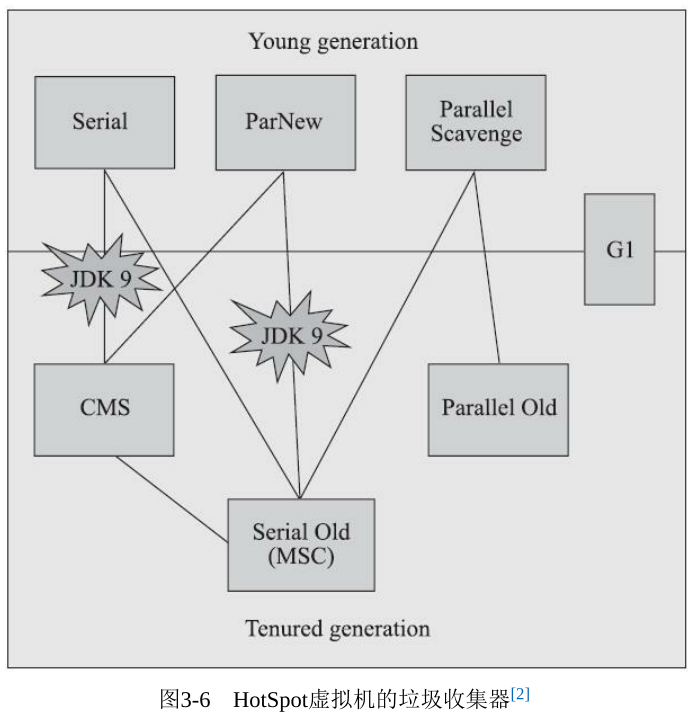 Young generation
Serial
ParNew
Parallel
Scavenge
G1
JDK 9
JDK 9
CMS
Parallel Old
Serial Old
(MSC)
Tenured generation
图3-6 HotSpot虚拟机的垃圾收集器[2]